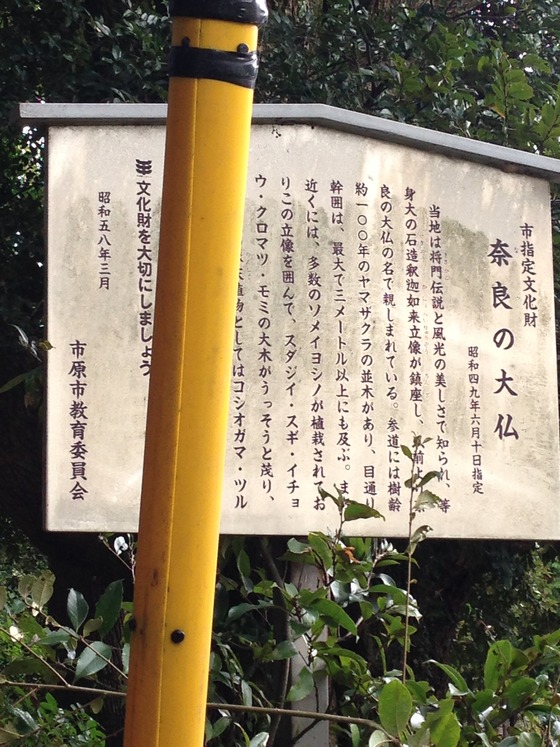 市指定文化財
奈良の大仏
昭和四九年六月十日指定
当地は将門伝説と風光の美しさで知られ、等
身大の石造釈迦如来立像が鎮座し、
良の大仏の名で親しまれている。参道には樹齢
約一〇〇年のヤマザクラの並木があり、目通り
幹囲は、最大で三メートル以上にも及ぶ。ま
近くには、多数のソメイヨシノが植栽されてお
りこの立像を囲んで、スダジイ・スギ・イチョ
ウ・クロマツ・モミの大木がうっそうと茂り、
植物としてはコシオガマ・ツル
文化財を大切にしましょう
昭和五八年三月
市原市教育委員会